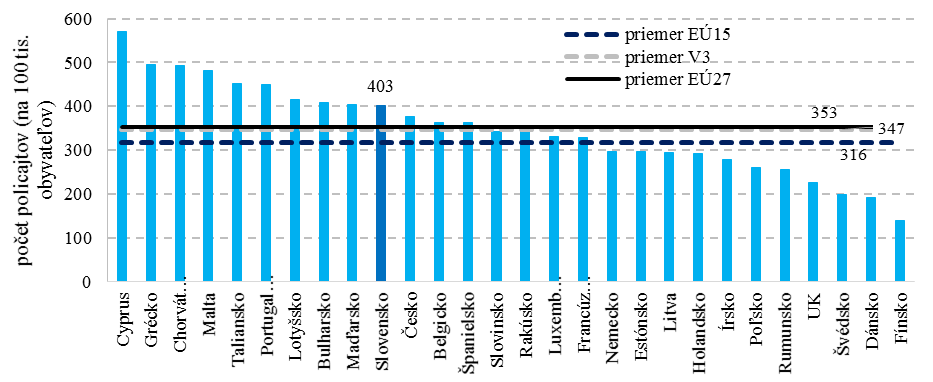 počet policajtov (na 100 tis.
obyvateľov)
600
500
400
300
200
100
0
priemer EÚ15
priemer V3
priemer EÚ27
403
353
347
316
Cyprus
Grécko
Chorvát…
Malta
Taliansko
Portugal…
Lotyšsko
Bulharsko
Maďarsko
Slovensko
Česko
Belgicko
Španielsko
Slovinsko
Rakúsko
Luxemb…
Francúz…
Nemecko
Estónsko
Litva
Holandsko
Írsko
Poľsko
Rumunsko
UK
Švédsko
Dánsko
Fínsko